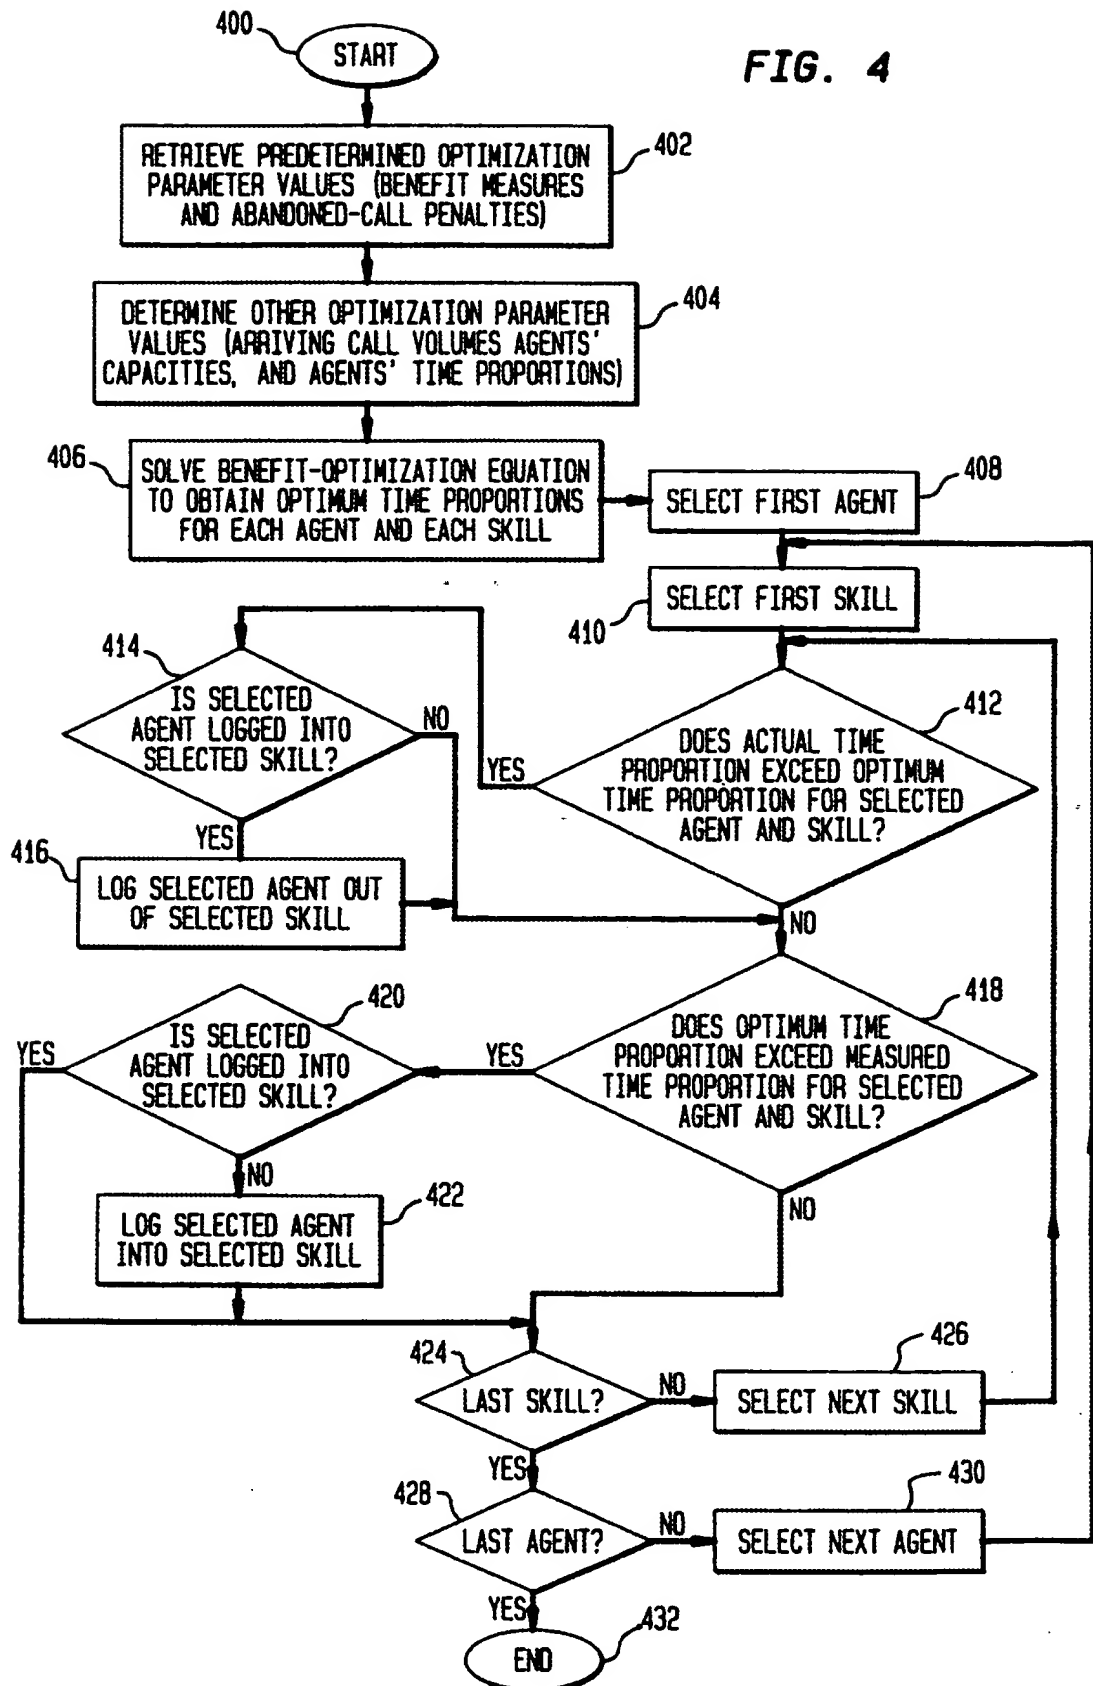 400
START
FIG. 4
RETRIEVE PREDETERMINED OPTIMIZATION
PARAMETER VALUES (BENEFIT MEASURES
AND ABANDONED-CALL PENALTIES)
402
DETERMINE OTHER OPTIMIZATION PARAMETER
VALUES (ARRIVING CALL VOLUMES AGENTS'
CAPACITIES, AND AGENTS' TIME PROPORTIONS)
404
406
SOLVE BENEFIT-OPTIMIZATION EQUATION
TO OBTAIN OPTIMUM TIME PROPORTIONS
FOR EACH AGENT AND EACH SKILL
SELECT FIRST AGENT
408
SELECT FIRST SKILL
410
414
IS SELECTED
AGENT LOGGED INTO
SELECTED SKILL?
NO
YES
412
DOES ACTUAL TIME
PROPORTION EXCEED OPTIMUM
TIME PROPORTION FOR SELECTED
AGENT AND SKILL?
YES
NO
416
LOG SELECTED AGENT OUT
OF SELECTED SKILL
418
DOES OPTIMUM TIME
PROPORTION EXCEED MEASURED
TIME PROPORTION FOR SELECTED
AGENT AND SKILL?
YES
NO
420
IS SELECTED
AGENT LOGGED INTO
SELECTED SKILL?
YES
NO
422
LOG SELECTED AGENT
INTO SELECTED SKILL
424
LAST SKILL?
NO
426
SELECT NEXT SKILL
YES
428
LAST AGENT?
NO
430
SELECT NEXT AGENT
YES
432
END